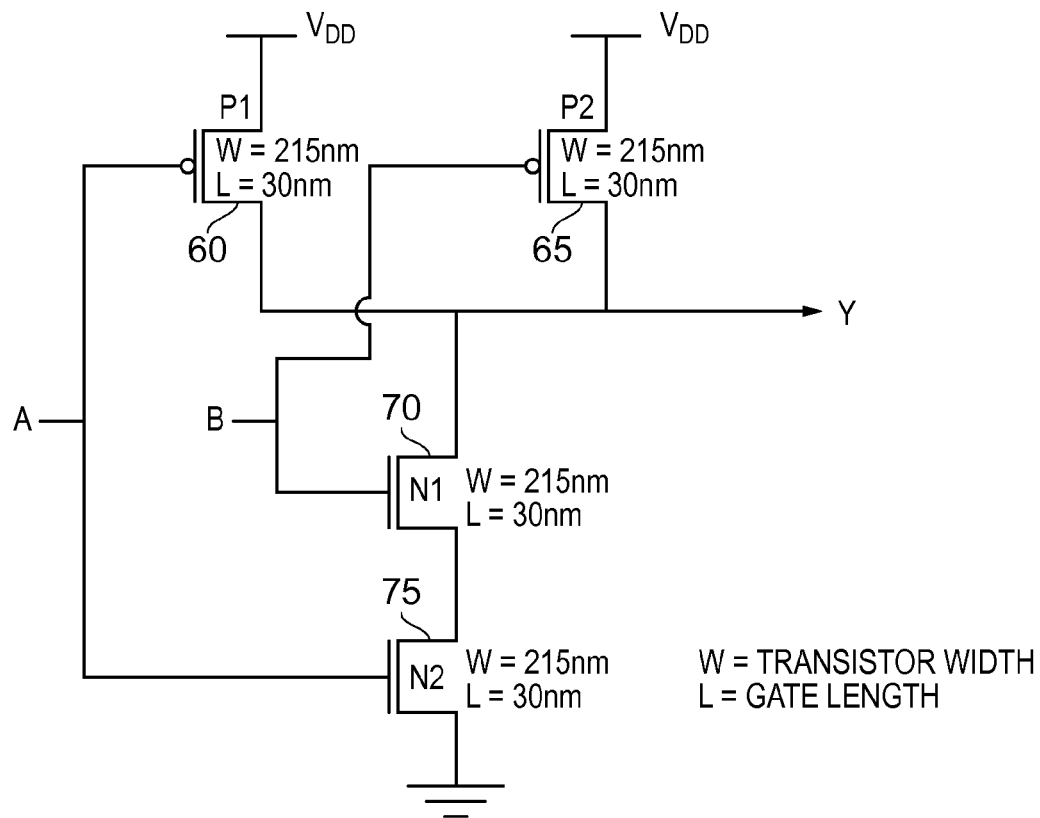 V_DD
V_DD
P1
W = 215nm
L = 30nm
60
P2
W = 215nm
L = 30nm
65
Y
A
B
70
N1
W = 215nm
L = 30nm
75
N2
W = 215nm
L = 30nm
W = TRANSISTOR WIDTH
L = GATE LENGTH